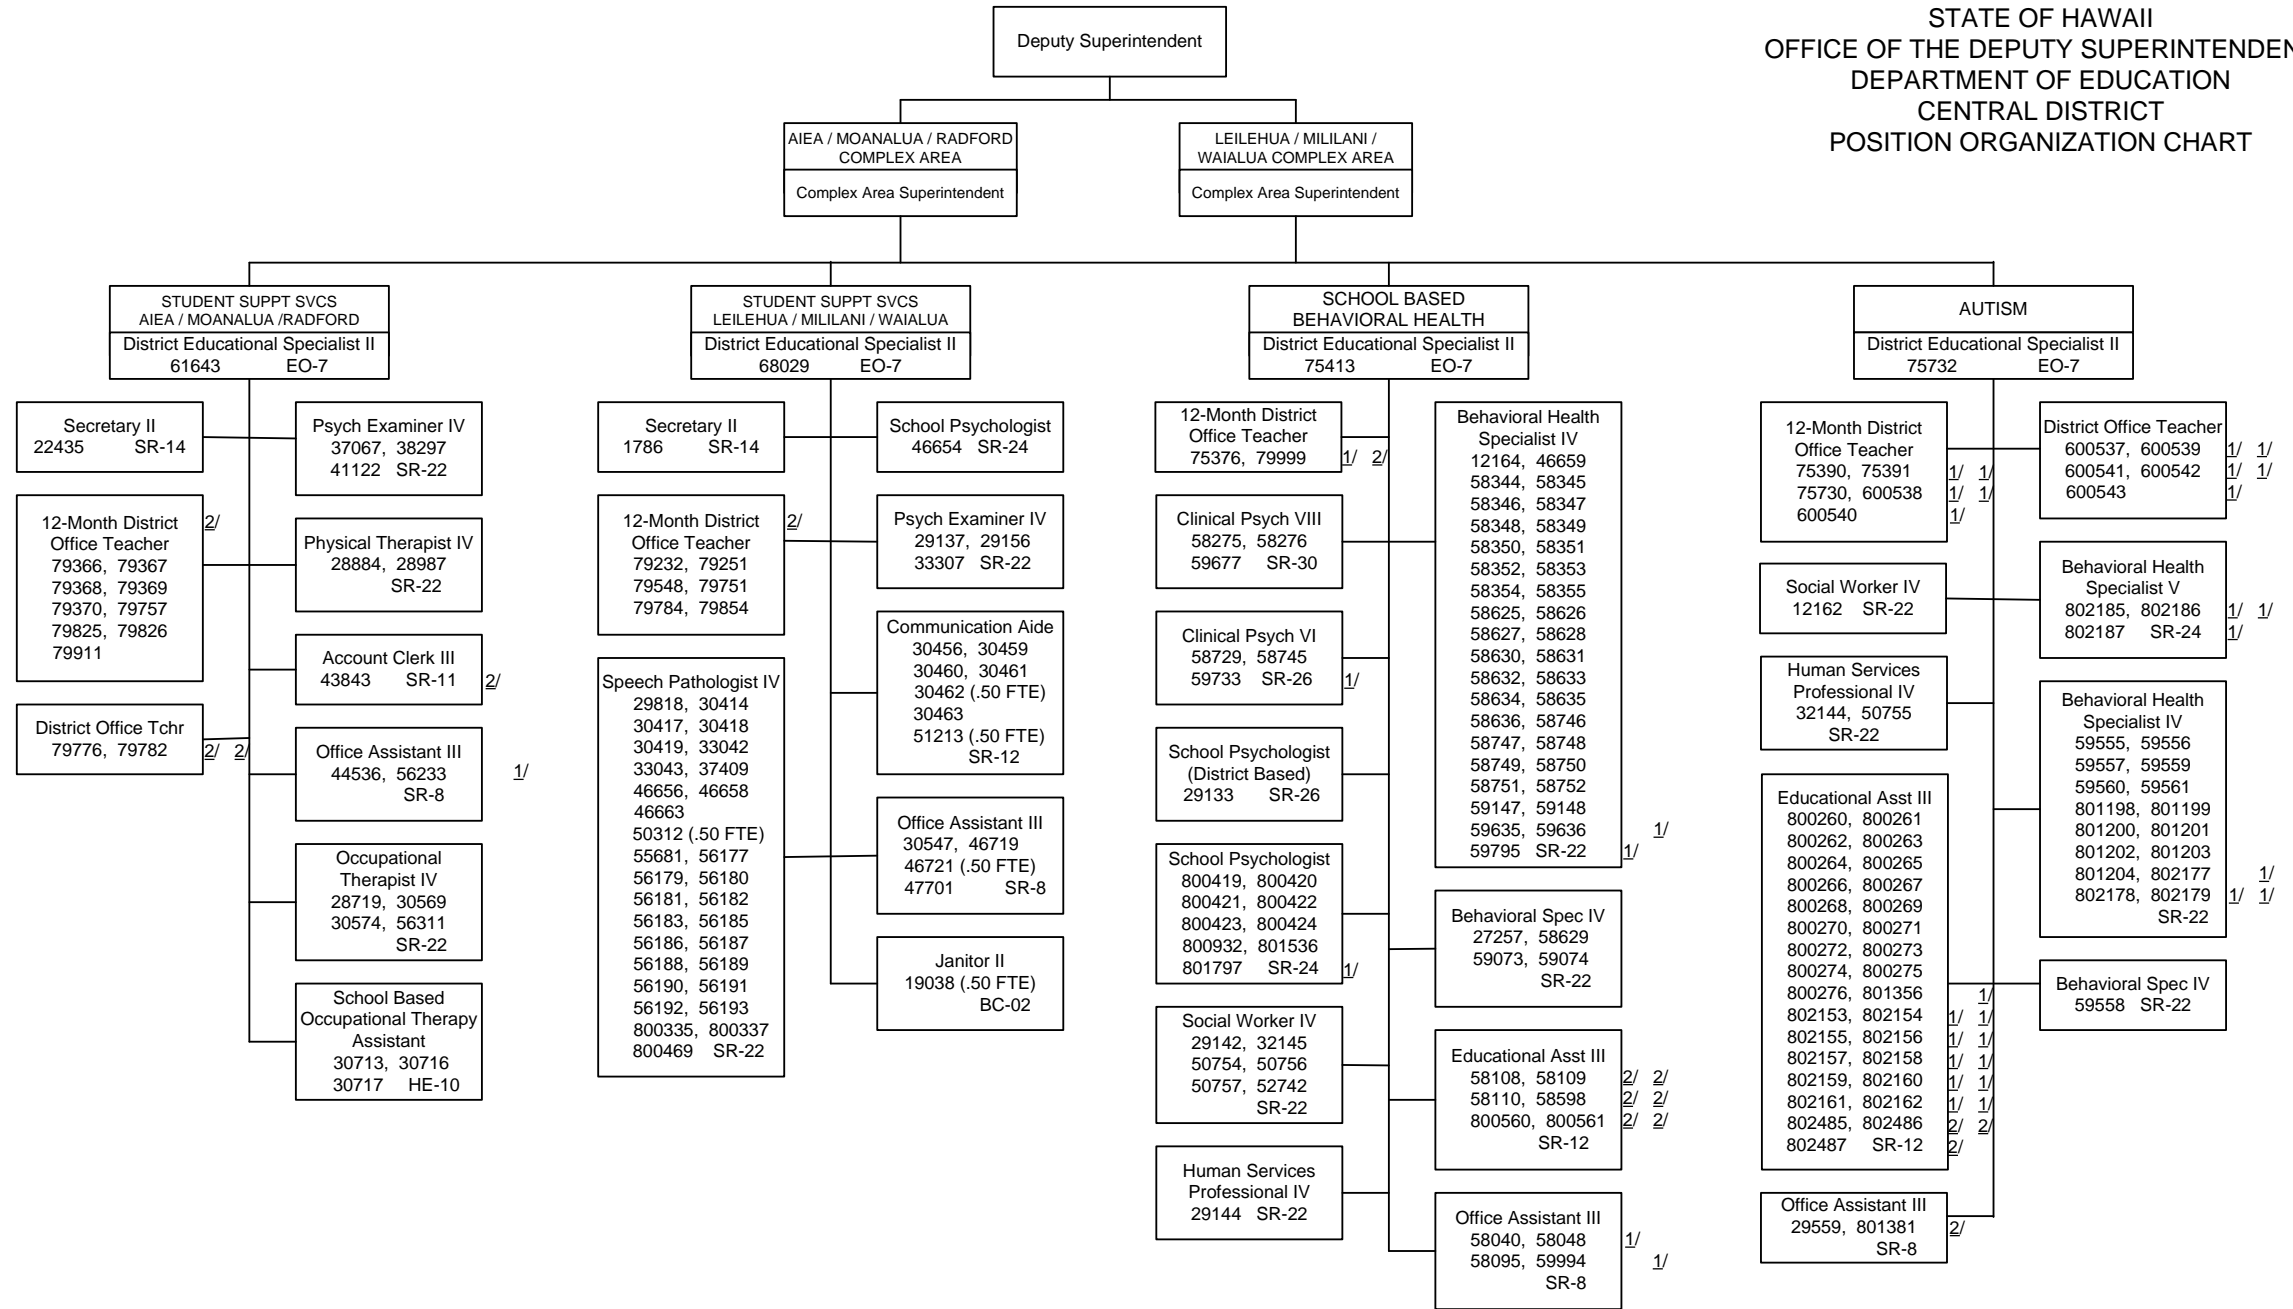 STATE OF HAWAII
OFFICE OF THE DEPUTY SUPERINTENDEN
DEPARTMENT OF EDUCATION
CENTRAL DISTRICT
POSITION ORGANIZATION CHART
Deputy Superintendent
AIEA / MOANALUA / RADFORD
COMPLEX AREA
Complex Area Superintendent
LEILEHUA / MILILANI /
WAIALUA COMPLEX AREA
Complex Area Superintendent
STUDENT SUPPT SVCS
AIEA / MOANALUA /RADFORD
District Educational Specialist II
61643 EO-7
Secretary II
22435 SR-14
12-Month District
Office Teacher
79366, 79367
79368, 79369
79370, 79757
79825, 79826
79911
2/
District Office Tchr
79776, 79782
2/ 2/
Psych Examiner IV
37067, 38297
41122 SR-22
Physical Therapist IV
28884, 28987
SR-22
Account Clerk III
43843 SR-11
2/
Office Assistant III
44536, 56233
SR-8
1/
Occupational
Therapist IV
28719, 30569
30574, 56311
SR-22
School Based
Occupational Therapy
Assistant
30713, 30716
30717 HE-10
STUDENT SUPPT SVCS
LEILEHUA / MILILANI / WAIALUA
District Educational Specialist II
68029 EO-7
Secretary II
1786 SR-14
12-Month District
Office Teacher
79232, 79251
79548, 79751
79784, 79854
2/
Speech Pathologist IV
29818, 30414
30417, 30418
30419, 33042
33043, 37409
46656, 46658
46663
50312 (.50 FTE)
55681, 56177
56179, 56180
56181, 56182
56183, 56185
56186, 56187
56188, 56189
56190, 56191
56192, 56193
800335, 800337
800469 SR-22
School Psychologist
46654 SR-24
Psych Examiner IV
29137, 29156
33307 SR-22
Communication Aide
30456, 30459
30460, 30461
30462 (.50 FTE)
30463
51213 (.50 FTE)
SR-12
Office Assistant III
30547, 46719
46721 (.50 FTE)
47701 SR-8
Janitor II
19038 (.50 FTE)
BC-02
SCHOOL BASED
BEHAVIORAL HEALTH
District Educational Specialist II
75413 EO-7
12-Month District
Office Teacher
75376, 79999
1/ 2/
Clinical Psych VIII
58275, 58276
59677 SR-30
Clinical Psych VI
58729, 58745
59733 SR-26
1/
School Psychologist
(District Based)
29133 SR-26
School Psychologist
800419, 800420
800421, 800422
800423, 800424
800932, 801536
801797 SR-24
1/
Social Worker IV
29142, 32145
50754, 50756
50757, 52742
SR-22
Human Services
Professional IV
29144 SR-22
Behavioral Health
Specialist IV
12164, 46659
58344, 58345
58346, 58347
58348, 58349
58350, 58351
58352, 58353
58354, 58355
58625, 58626
58627, 58628
58630, 58631
58632, 58633
58634, 58635
58636, 58746
58747, 58748
58749, 58750
58751, 58752
59147, 59148
59635, 59636
59795 SR-22
1/
1/
Behavioral Spec IV
27257, 58629
59073, 59074
SR-22
Educational Asst III
58108, 58109
58110, 58598
800560, 800561
SR-12
2/ 2/
2/ 2/
2/ 2/
Office Assistant III
58040, 58048
58095, 59994
SR-8
1/
1/
AUTISM
District Educational Specialist II
75732 EO-7
12-Month District
Office Teacher
75390, 75391
75730, 600538
600540
1/ 1/
1/ 1/
1/
Social Worker IV
12162 SR-22
Human Services
Professional IV
32144, 50755
SR-22
Educational Asst III
800260, 800261
800262, 800263
800264, 800265
800266, 800267
800268, 800269
800270, 800271
800272, 800273
800274, 800275
800276, 801356
802153, 802154
802155, 802156
802157, 802158
802159, 802160
802161, 802162
802485, 802486
802487 SR-12
1/
1/ 1/
1/ 1/
1/ 1/
1/ 1/
1/ 1/
2/ 2/
2/
Office Assistant III
29559, 801381
SR-8
2/
District Office Teacher
600537, 600539
600541, 600542
600543
1/ 1/
1/ 1/
1/
Behavioral Health
Specialist V
802185, 802186
802187 SR-24
1/ 1/
1/
Behavioral Health
Specialist IV
59555, 59556
59557, 59559
59560, 59561
801198, 801199
801200, 801201
801202, 801203
801204, 802177
802178, 802179
SR-22
1/
1/ 1/
Behavioral Spec IV
59558 SR-22